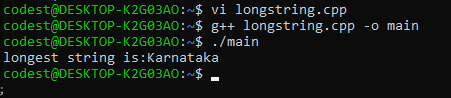 codest@DESKTOP-K2G03AO:~$ vi longstring.cpp
codest@DESKTOP-K2G03AO:~$ g++ longstring.cpp -o main
codest@DESKTOP-K2G03AO:~$ ./main
longest string is:Karnataka
codest@DESKTOP-K2G03AO:~$
;